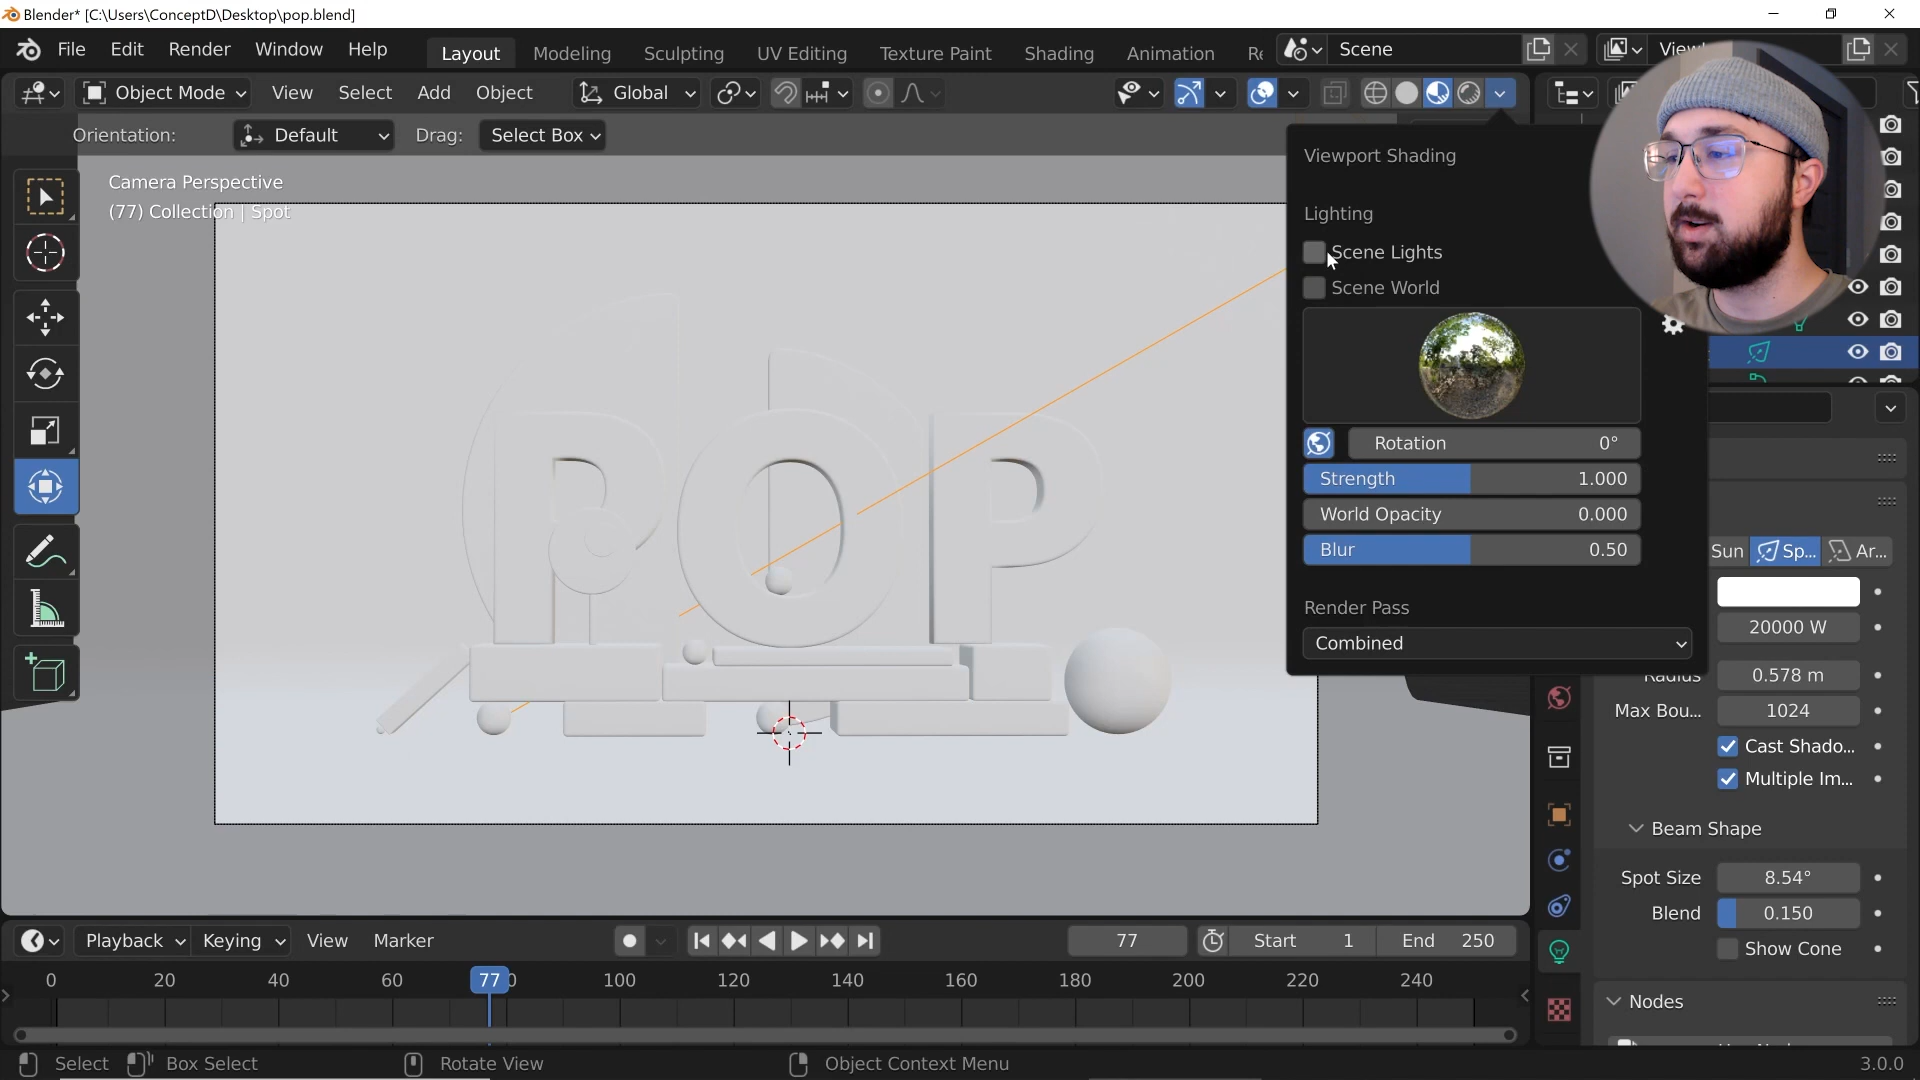 Blender* [C:\Users\ConceptD\Desktop\pop.blend]
File Edit Render Window Help
Layout Modeling Sculpting UV Editing Texture Paint Shading Animation
Scene
Object Mode View Select Add Object Global
Orientation: Default Drag: Select Box
Camera Perspective
(77) Collection | Spot
POP
Viewport Shading
Lighting
Scene Lights
Scene World
Rotation 0°
Strength 1.000
World Opacity 0.000
Blur 0.50
Render Pass
Combined
Sun Sp... Ar...
20000 W
Radius 0.578 m
Max Bou... 1024
Cast Shado...
Multiple Im...
Beam Shape
Spot Size 8.54°
Blend 0.150
Show Cone
Nodes
Playback Keying View Marker 77 Start 1 End 250
0 20 40 60 77 100 120 140 160 180 200 220 240
Select Box Select Rotate View Object Context Menu 3.0.0